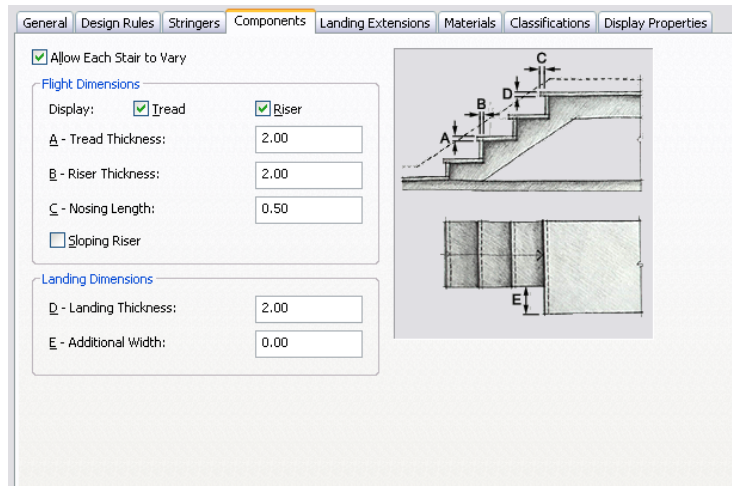 General Design Rules Stringers Components Landing Extensions Materials Classifications Display Properties
Allow Each Stair to Vary
Flight Dimensions
Display: Tread Riser
A - Tread Thickness: 2.00
B - Riser Thickness: 2.00
C - Nosing Length: 0.50
Sloping Riser
Landing Dimensions
D - Landing Thickness: 2.00
E - Additional Width: 0.00
C
D
B
A
E